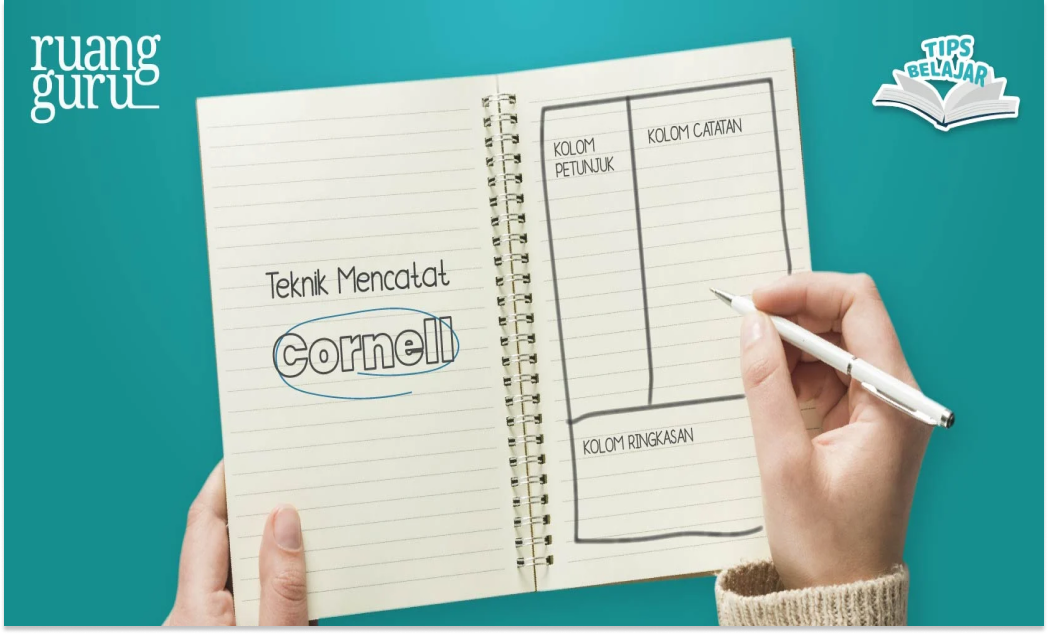 ruang
guru
TIPS
BELAJAR
Teknik Mencatat
Cornell
KOLOM
PETUNJUK
KOLOM CATATAN
KOLOM RINGKASAN